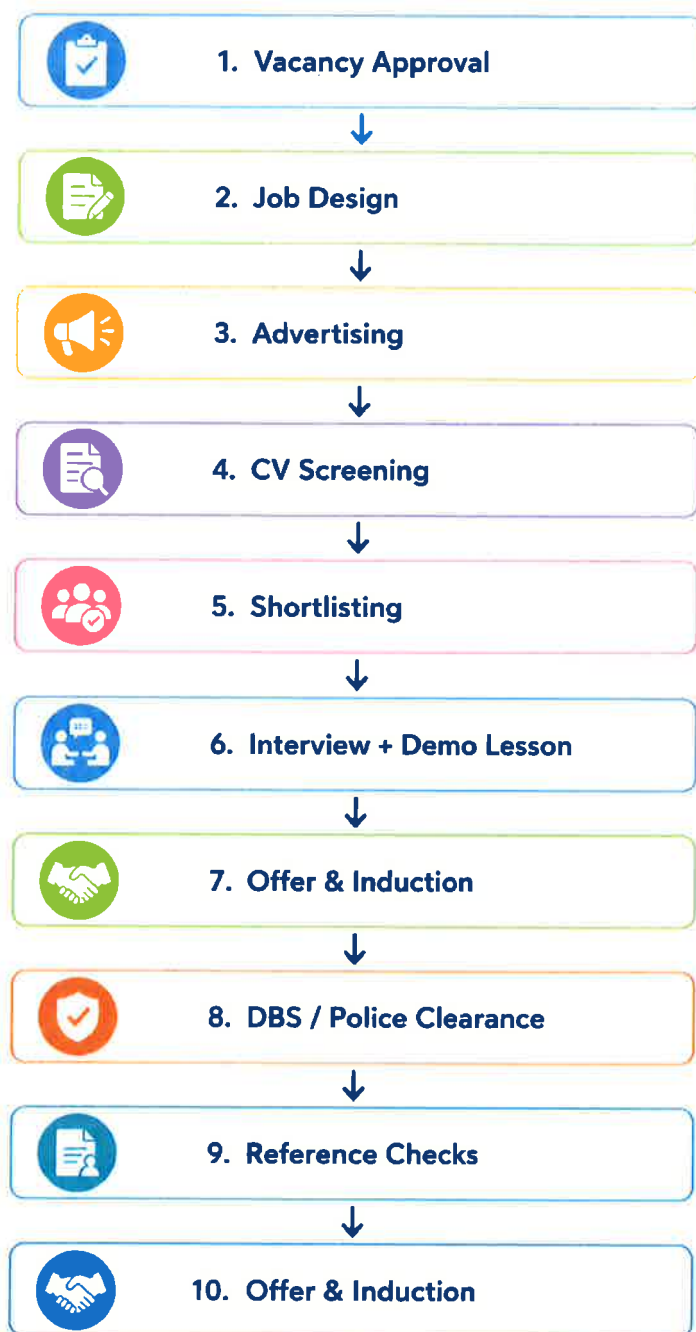 1. Vacancy Approval
2. Job Design
3. Advertising
4. CV Screening
5. Shortlisting
6. Interview + Demo Lesson
7. Offer & Induction
8. DBS / Police Clearance
9. Reference Checks
10. Offer & Induction